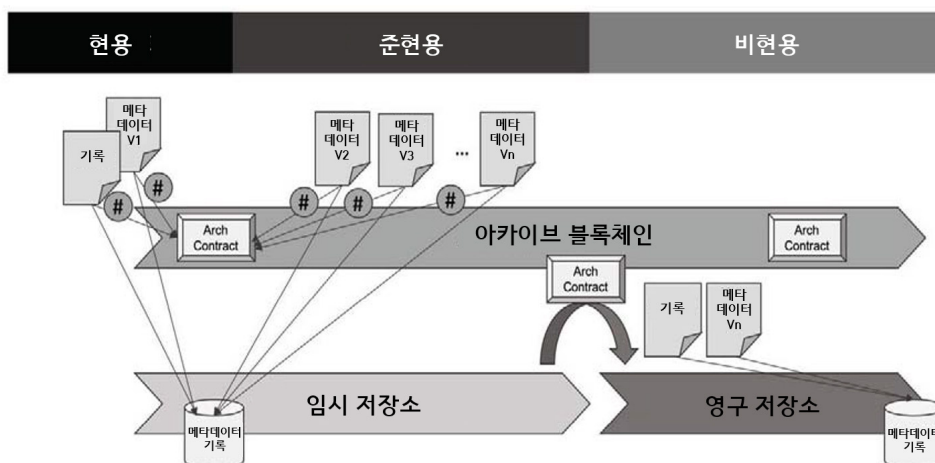 현용
준현용
비현용
기록
메타
데이터
V1
메타
데이터
V2
메타
데이터
V3
...
메타
데이터
Vn
#
#
#
#
#
Arch
Contract
아카이브 블록체인
Arch
Contract
Arch
Contract
기록
메타
데이터
Vn
임시 저장소
영구 저장소
메타데이터
기록
메타데이터
기록